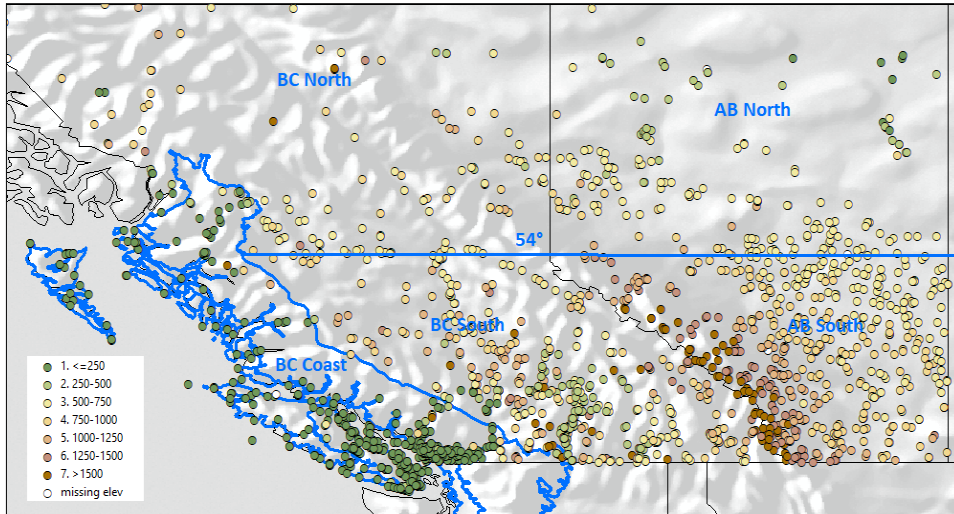 BC North
AB North
54°
BC South
AB South
BC Coast
1. <=250
2. 250-500
3. 500-750
4. 750-1000
5. 1000-1250
6. 1250-1500
7. >1500
missing elev